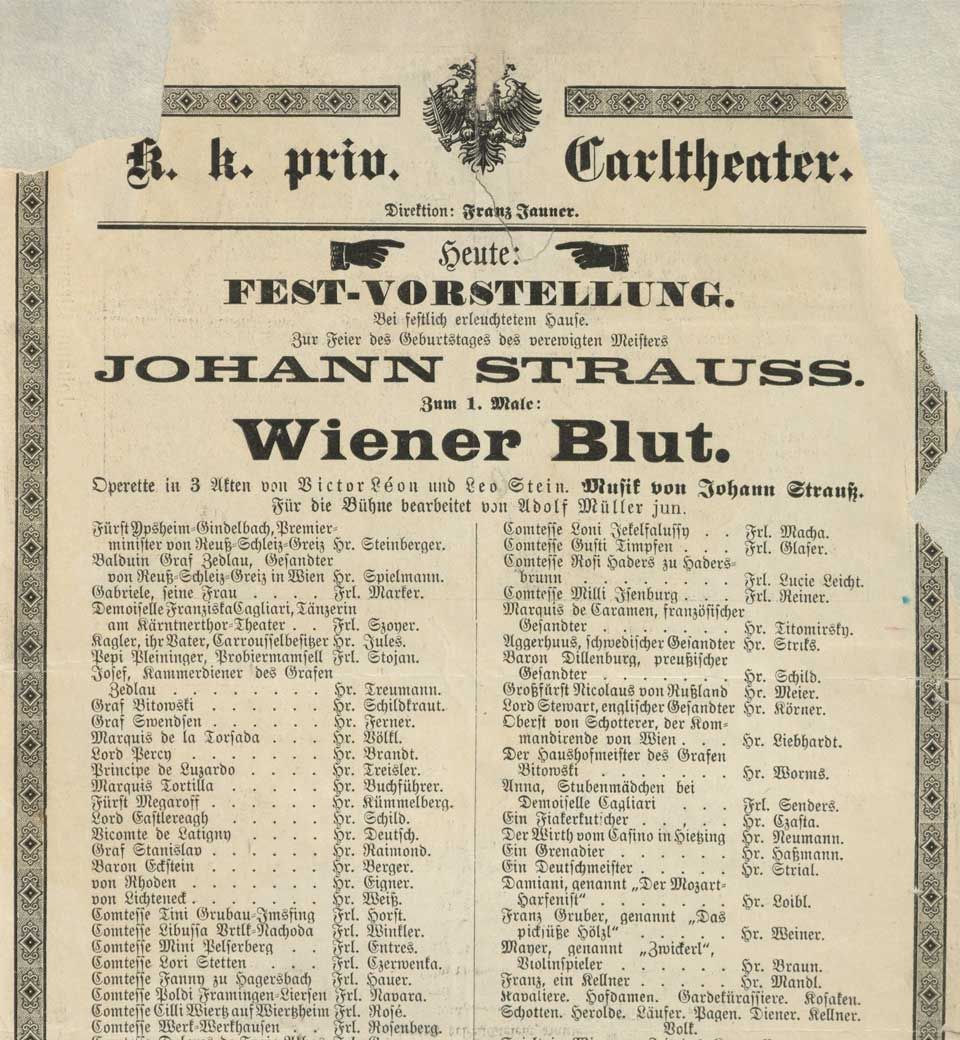 K. k. priv. Carltheater.
Direktion: Franz Jauner.
Heute:
FEST-VORSTELLUNG.
Bei festlich erleuchtetem Hause.
Zur Feier des Geburtstages des verewigten Meisters
JOHANN STRAUSS.
Zum 1. Male:
Wiener Blut.
Operette in 3 Akten von Victor Léon und Leo Stein. Musik von Johann Strauß.
Für die Bühne bearbeitet von Adolf Müller jun.
Fürst Ypsheim-Gindelbach, Premier-
minister von Reuß-Schleiz-Greiz Hr. Steinberger.
Balduin Graf Zedlau, Gesandter
von Reuß-Schleiz-Greiz in Wien Hr. Spielmann.
Gabriele, seine Frau . . . . Frl. Marker.
Demoiselle Franziska Cagliari, Tänzerin
am Kärntnerthor-Theater . . Frl. Szoyer.
Kagler, ihr Vater, Carrousselbesitzer Hr. Jules.
Pepi Pleininger, Probiermamsell Frl. Stojan.
Josef, Kammerdiener des Grafen
Zedlau . . . . . . . Hr. Treumann.
Graf Bitowski . . . . . . Hr. Schildkraut.
Graf Swendsen . . . . . . Hr. Ferner.
Marquis de la Torsada . . . Hr. Völkl.
Lord Percy . . . . . . . Hr. Brandt.
Principe de Luzardo . . . . Hr. Treisler.
Marquis Tortilla . . . . . Hr. Buchführer.
Fürst Megaroff . . . . . . Hr. Kümmelberg.
Lord Eastlereagh . . . . . Hr. Schild.
Vicomte de Latigny . . . . Hr. Deutsch.
Graf Stanislav . . . . . . Hr. Raimond.
Baron Eckstein . . . . . . Hr. Berger.
von Rhoden . . . . . . . Hr. Eigner.
von Lichteneck . . . . . . Hr. Weiß.
Comtesse Tini Grubau-Imsfing Frl. Horst.
Comtesse Libussa Vrtlk-Nachoda Frl. Winkler.
Comtesse Mini Pelserberg . . Frl. Entres.
Comtesse Lori Stetten . . . Frl. Czerwenka.
Comtesse Fanny zu Hagersbach Frl. Hauer.
Comtesse Poldi Framingen-Liersen Frl. Navara.
Comtesse Cilli Wiertz auf Wiertzheim Frl. Rosé.
Comtesse Werk-Werkhausen . . Frl. Rosenberg.
Comtesse Loni Jekelfalussy . . Frl. Macha.
Comtesse Gusti Timpfen . . . Frl. Glaser.
Comtesse Rosi Haders zu Haders-
brunn . . . . . . . Frl. Lucie Leicht.
Comtesse Milli Isenburg . . . Frl. Reiner.
Marquis de Caramen, französischer
Gesandter . . . . . . Hr. Titomirsky.
Aggerhuus, schwedischer Gesandter Hr. Striks.
Baron Dillenburg, preußischer
Gesandter . . . . . . Hr. Schild.
Großfürst Nicolaus von Rußland Hr. Meier.
Lord Stewart, englischer Gesandter Hr. Körner.
Oberst von Schotterer, der Kom-
mandirende von Wien . . . Hr. Liebhardt.
Der Haushofmeister des Grafen
Bitowski . . . . . . Hr. Worms.
Anna, Stubenmädchen bei
Demoiselle Cagliari . . . Frl. Senders.
Ein Fiakerkutscher . . . . . Hr. Czasta.
Der Wirth vom Casino in Hietzing Hr. Neumann.
Ein Grenadier . . . . . . Hr. Haßmann.
Ein Deutschmeister . . . . . Hr. Strial.
Damiani, genannt „Der Mozart-
Harfenist“ . . . . . . Hr. Loibl.
Franz Gruber, genannt „Das
picksüße Hölzl“ . . . . . Hr. Weiner.
Mayer, genannt „Zwickerl“,
Violinspieler . . . . . Hr. Braun.
Franz, ein Kellner . . . . . Hr. Mandl.
Kavaliere. Hofdamen. Gardekürassiere. Kosaken.
Schotten. Herolde. Läufer. Pagen. Diener. Kellner.
Volk.